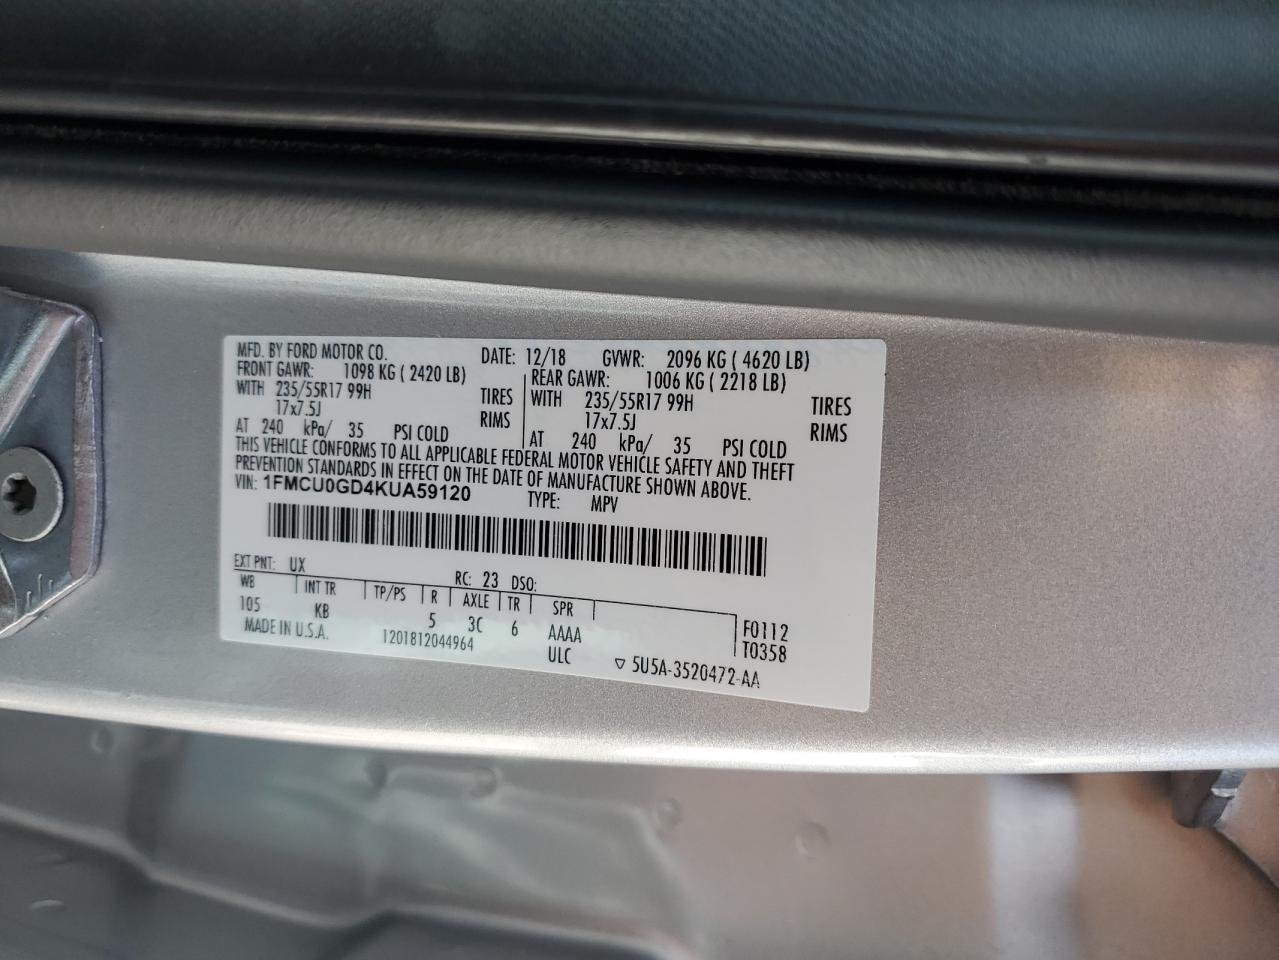 MFD. BY FORD MOTOR CO. DATE: 12/18 GVWR: 2096 KG ( 4620 LB)
FRONT GAWR: 1098 KG ( 2420 LB) REAR GAWR: 1006 KG ( 2218 LB)
WITH 235/55R17 99H TIRES WITH 235/55R17 99H TIRES
17x7.5J RIMS 17x7.5J RIMS
AT 240 kPa/ 35 PSI COLD AT 240 kPa/ 35 PSI COLD
THIS VEHICLE CONFORMS TO ALL APPLICABLE FEDERAL MOTOR VEHICLE SAFETY AND THEFT
PREVENTION STANDARDS IN EFFECT ON THE DATE OF MANUFACTURE SHOWN ABOVE.
VIN: 1FMCU0GD4KUA59120 TYPE: MPV
EXT PNT: UX RC: 23 DSO:
WB INT TR TP/PS R AXLE TR SPR
105 KB 5 3C 6 AAAA F0112
MADE IN U.S.A. 1201812044964 ULC T0358
▽ 5U5A-3520472-AA